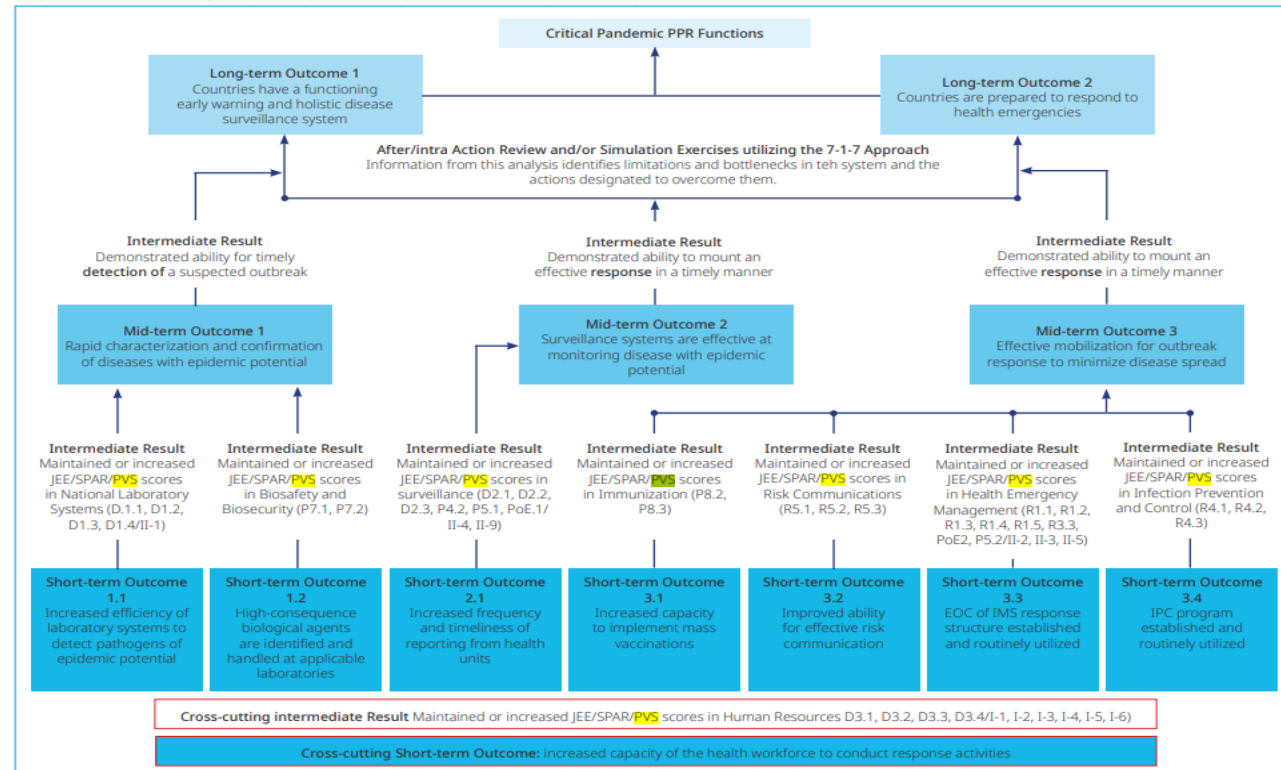 Critical Pandemic PPR Functions
Long-term Outcome 1
Countries have a functioning
early warning and holistic disease
surveillance system
Long-term Outcome 2
Countries are prepared to respond to
health emergencies
After/intra Action Review and/or Simulation Exercises utilizing the 7-1-7 Approach
Information from this analysis identifies limitations and bottlenecks in teh system and the
actions designated to overcome them.
Intermediate Result
Demonstrated ability for timely
detection of a suspected outbreak
Intermediate Result
Demonstrated ability to mount an
effective response in a timely manner
Intermediate Result
Demonstrated ability to mount an
effective response in a timely manner
Mid-term Outcome 1
Rapid characterization and confirmation
of diseases with epidemic potential
Mid-term Outcome 2
Surveillance systems are effective at
monitoring disease with epidemic
potential
Mid-term Outcome 3
Effective mobilization for outbreak
response to minimize disease spread
Intermediate Result
Maintained or increased
JEE/SPAR/PVS scores
in National Laboratory
Systems (D.1.1, D1.2,
D1.3, D1.4/II-1)
Intermediate Result
Maintained or increased
JEE/SPAR/PVS scores
in Biosafety and
Biosecurity (P7.1, P7.2)
Intermediate Result
Maintained or increased
JEE/SPAR/PVS scores in
surveillance (D2.1, D2.2,
D2.3, P4.2, P5.1, PoE.1/
II-4, II-9)
Intermediate Result
Maintained or increased
JEE/SPAR/PVS scores
in Immunization (P8.2,
P8.3)
Intermediate Result
Maintained or increased
JEE/SPAR/PVS scores in
Risk Communications
(R5.1, R5.2, R5.3)
Intermediate Result
Maintained or increased
JEE/SPAR/PVS scores
in Health Emergency
Management (R1.1, R1.2,
R1.3, R1.4, R1.5, R3.3,
PoE2, P5.2/II-2, II-3, II-5)
Intermediate Result
Maintained or increased
JEE/SPAR/PVS scores
in Infection Prevention
and Control (R4.1, R4.2,
R4.3)
Short-term Outcome
1.1
Increased efficiency of
laboratory systems to
detect pathogens of
epidemic potential
Short-term Outcome
1.2
High-consequence
biological agents
are identified and
handled at applicable
laboratories
Short-term Outcome
2.1
Increased frequency
and timeliness of
reporting from health
units
Short-term Outcome
3.1
Increased capacity
to implement mass
vaccinations
Short-term Outcome
3.2
Improved ability
for effective risk
communication
Short-term Outcome
3.3
EOC of IMS response
structure established
and routinely utilized
Short-term Outcome
3.4
IPC program
established and
routinely utilized
Cross-cutting intermediate Result Maintained or increased JEE/SPAR/PVS scores in Human Resources D3.1, D3.2, D3.3, D3.4/I-1, I-2, I-3, I-4, I-5, I-6)
Cross-cutting Short-term Outcome: increased capacity of the health workforce to conduct response activities